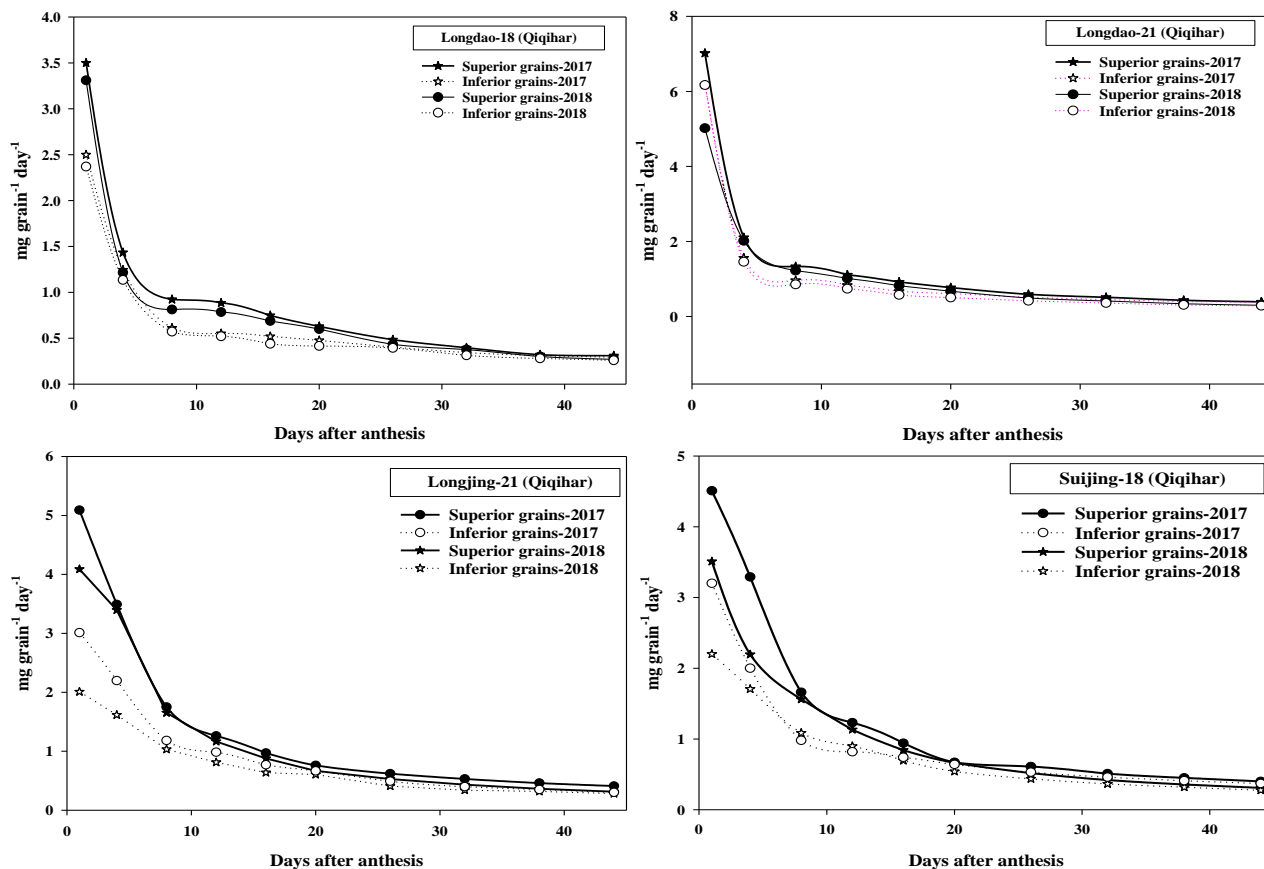 Longdao-18 (Qiqihar)
Superior grains-2017
Inferior grains-2017
Superior grains-2018
Inferior grains-2018
mg grain⁻¹ day⁻¹
4.0
3.5
3.0
2.5
2.0
1.5
1.0
0.5
0.0
0 10 20 30 40
Days after anthesis
Longdao-21 (Qiqihar)
Superior grains-2017
Inferior grains-2017
Superior grains-2018
Inferior grains-2018
mg grain⁻¹ day⁻¹
8
6
4
2
0
0 10 20 30 40
Days after anthesis
Longjing-21 (Qiqihar)
Superior grains-2017
Inferior grains-2017
Superior grains-2018
Inferior grains-2018
mg grain⁻¹ day⁻¹
6
5
4
3
2
1
0
0 10 20 30 40
Days after anthesis
Suijing-18 (Qiqihar)
Superior grains-2017
Inferior grains-2017
Superior grains-2018
Inferior grains-2018
mg grain⁻¹ day⁻¹
5
4
3
2
1
0
0 10 20 30 40
Days after anthesis